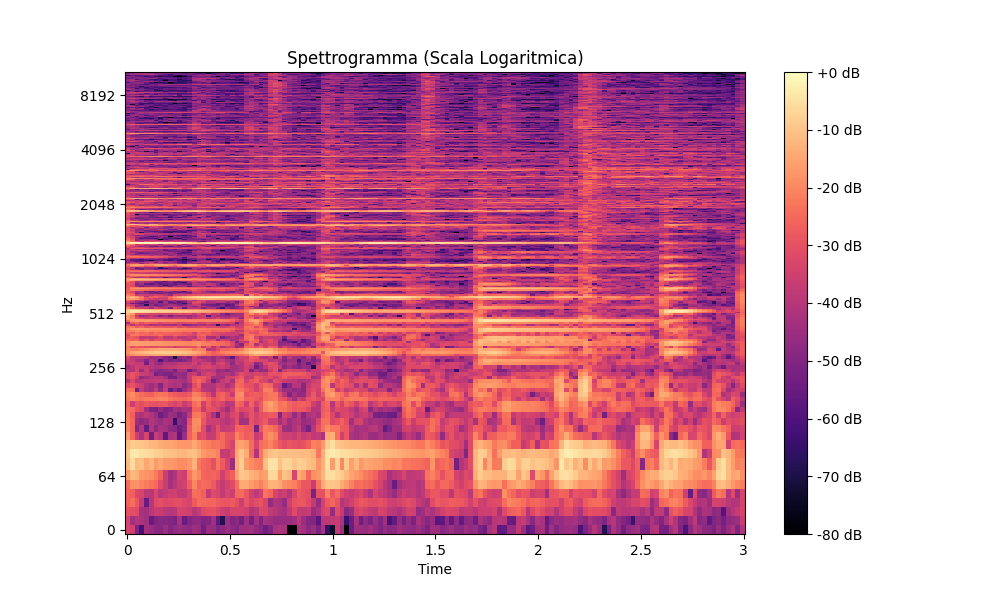 Spettrogramma (Scala Logaritmica)
8192
4096
2048
1024
512
256
128
64
0
Hz
0
0.5
1
1.5
2
2.5
3
Time
+0 dB
-10 dB
-20 dB
-30 dB
-40 dB
-50 dB
-60 dB
-70 dB
-80 dB